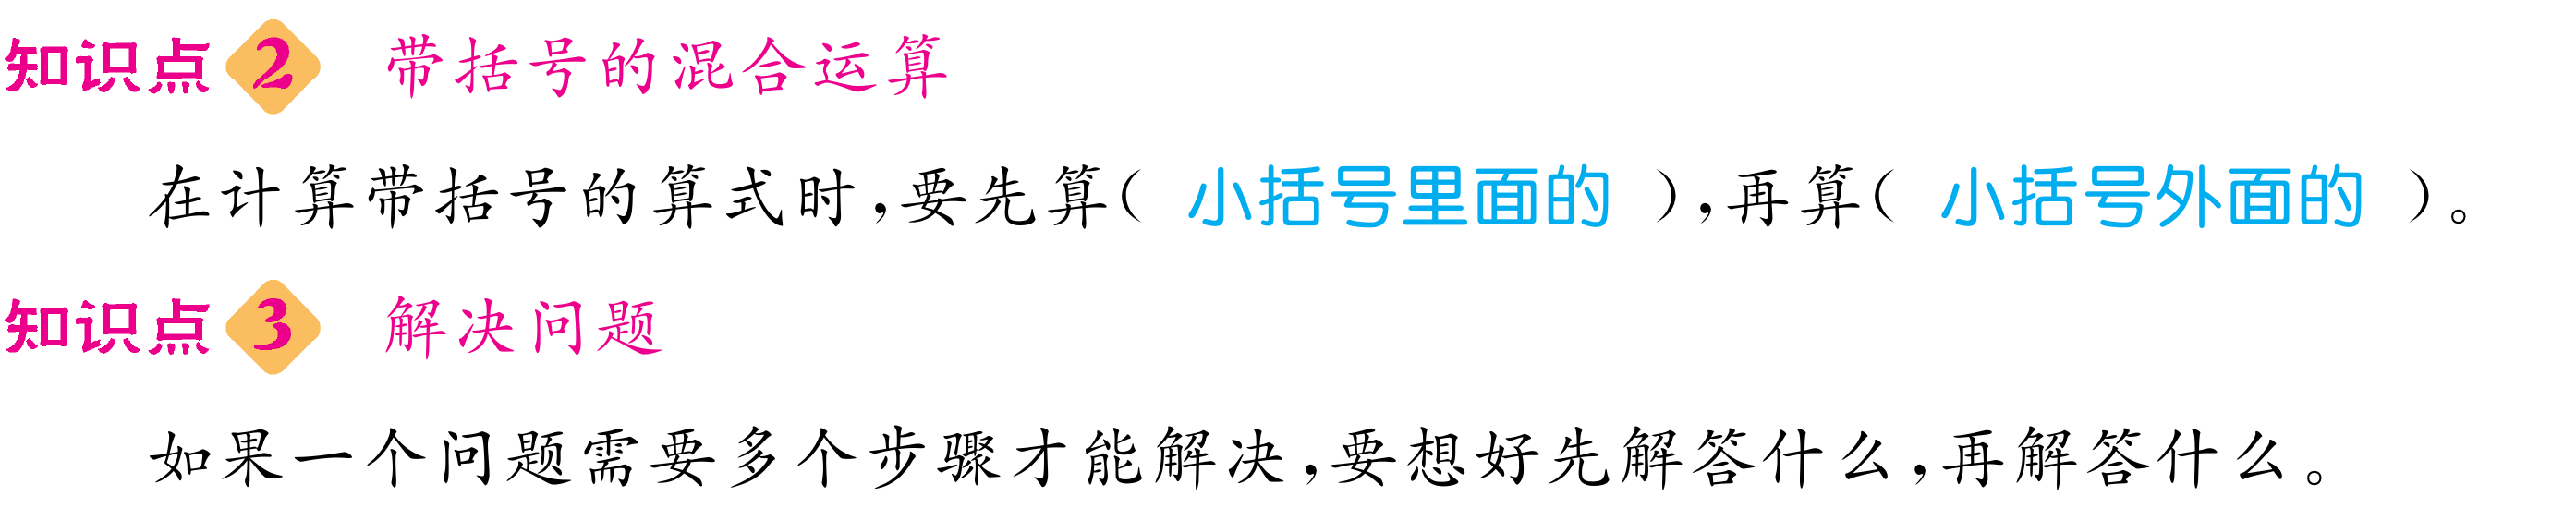 知识点2 带括号的混合运算
在计算带括号的算式时,要先算( 小括号里面的 ),再算( 小括号外面的 )。
知识点3 解决问题
如果一个问题需要多个步骤才能解决,要想好先解答什么,再解答什么。